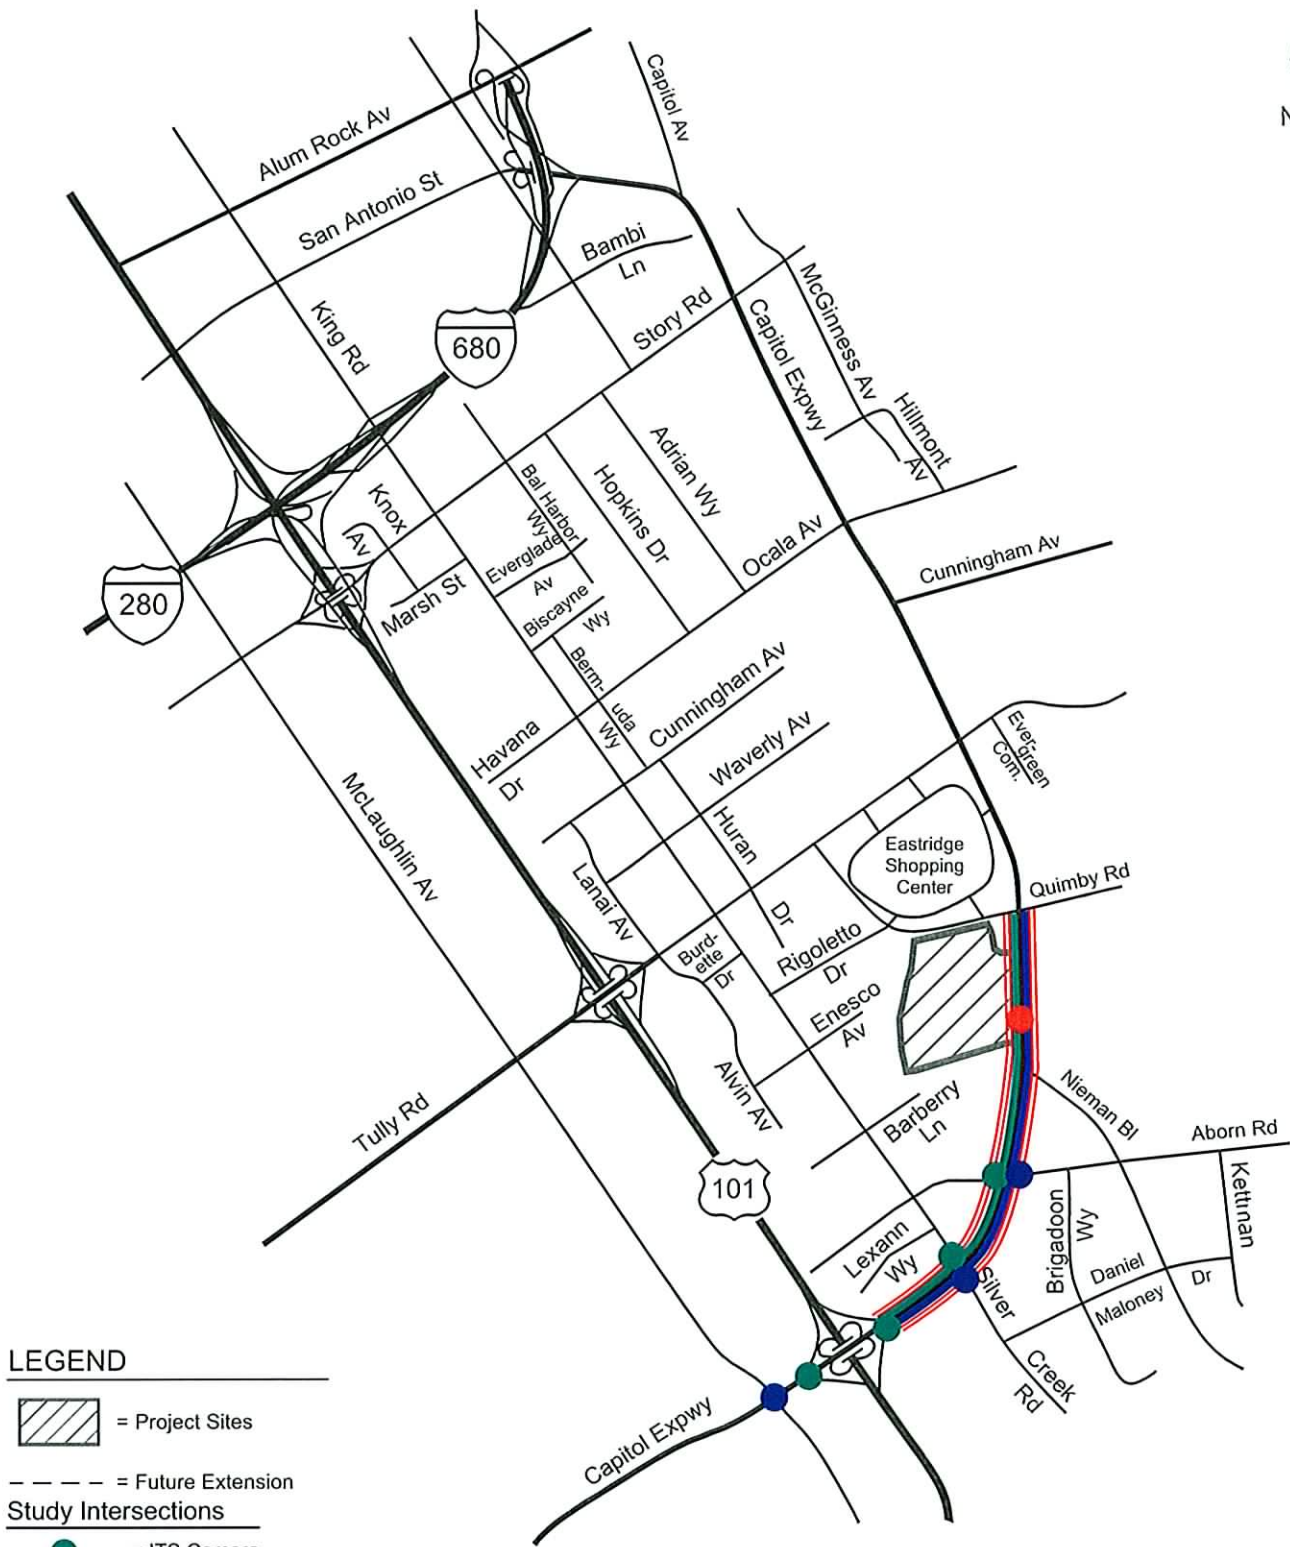 Alum Rock Av
Capitol Av
N
San Antonio St
Bambi
Ln
King Rd
680
Story Rd
McGinness Av
Capitol Expwy
Hillmont
Av
Adrian Wy
Hopkins Dr
Bal Harbor
Wy
Knox
Av
Everglade
Av
Ocala Av
Cunningham Av
280
Marsh St
Biscayne
Wy
Berm-
uda
Wy
Cunningham Av
Havana
Dr
Waverly Av
Ever-
green
Com.
McLaughlin Av
Huran
Dr
Eastridge
Shopping
Center
Quimby Rd
Lanai Av
Burd-
ette
Dr
Rigoletto
Dr
Enesco
Av
Alvin Av
Tully Rd
Barberry
Ln
Nieman Bl
Aborn Rd
101
Kettman
Brigadoon
Wy
Lexann
Wy
Silver
Creek
Rd
Daniel
Maloney
Dr
Capitol Expwy
LEGEND
= Project Sites
= Future Extension
Study Intersections